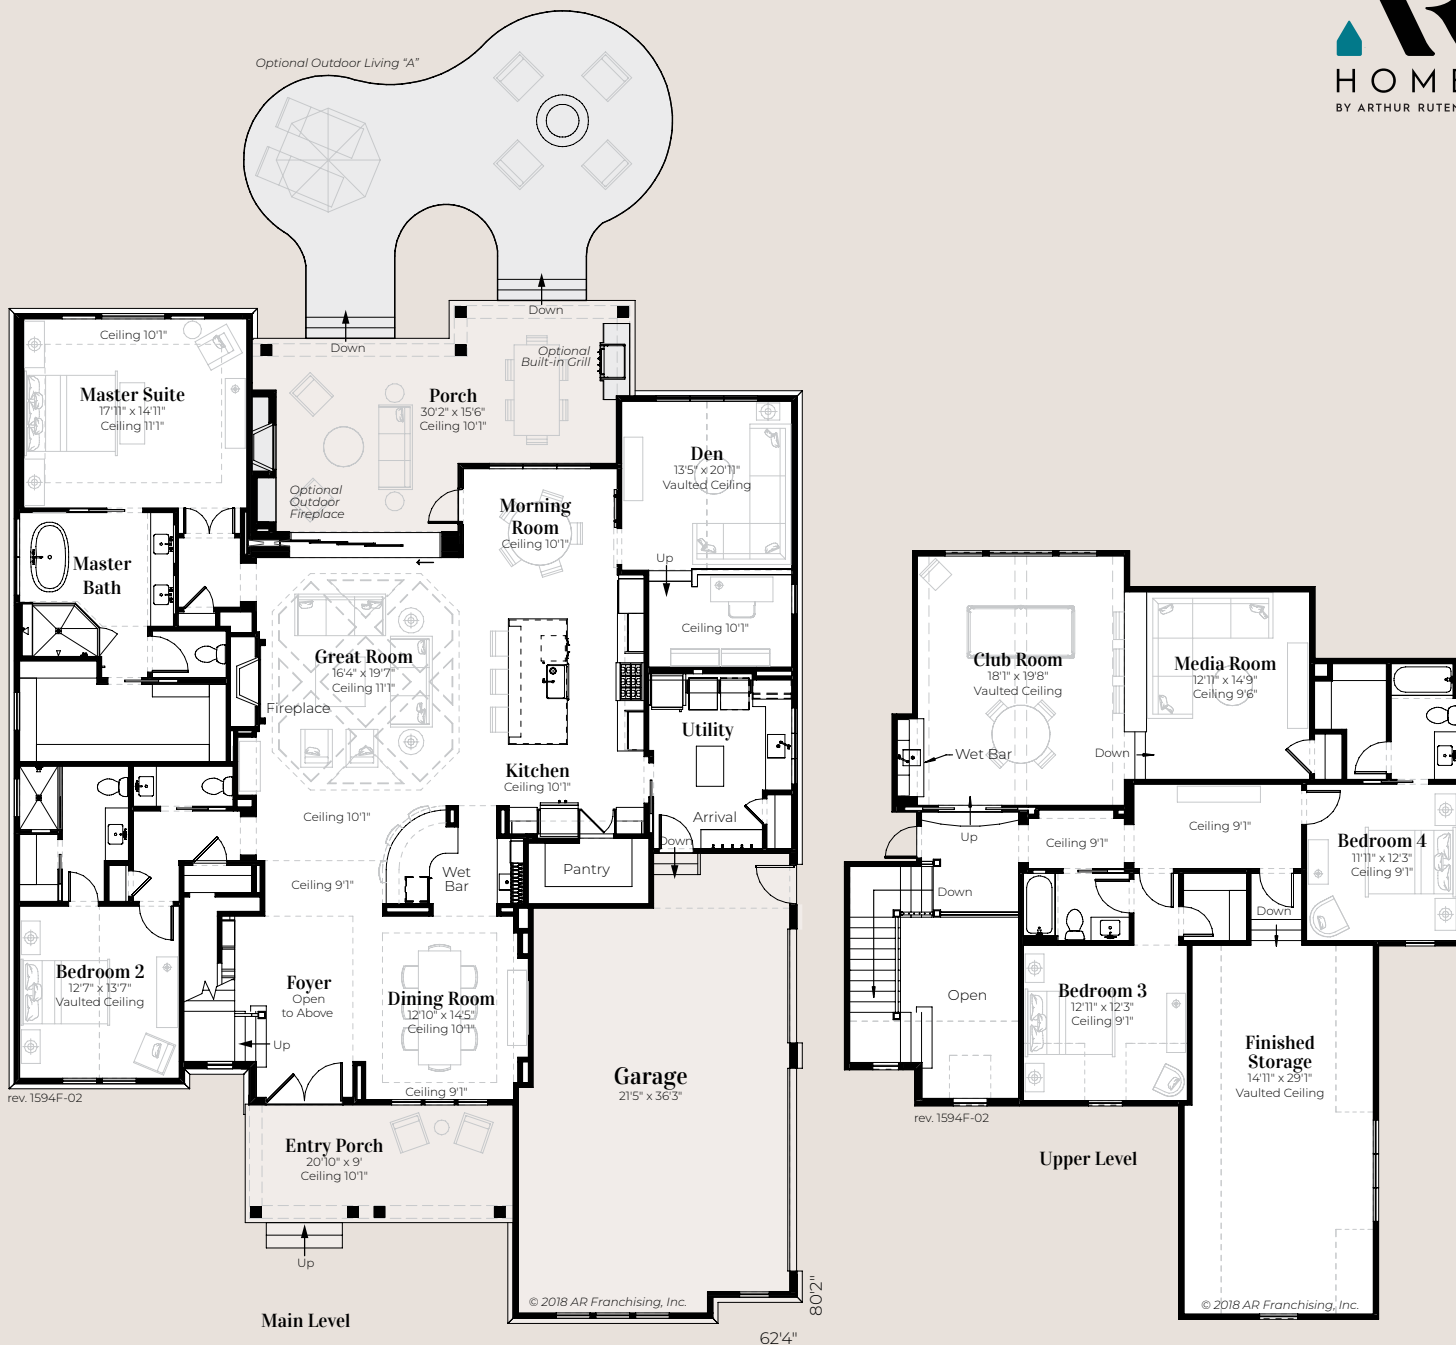 HOME
BY ARTHUR RUTEN
Optional Outdoor Living "A"
Down
Down
Optional
Built-in Grill
Ceiling 10'1"
Master Suite
17'11" x 14'11"
Ceiling 11'1"
Porch
30'2" x 15'6"
Ceiling 10'1"
Optional
Outdoor
Fireplace
Den
13'5" x 20'11"
Vaulted Ceiling
Up
Ceiling 10'1"
Morning
Room
Ceiling 10'1"
Master
Bath
Great Room
16'4" x 19'7"
Ceiling 11'1"
Fireplace
Utility
Kitchen
Ceiling 10'1"
Arrival
Down
Ceiling 10'1"
Ceiling 9'1"
Wet
Bar
Pantry
Bedroom 2
12'7" x 13'7"
Vaulted Ceiling
Foyer
Open
to Above
Up
Dining Room
12'10" x 14'5"
Ceiling 10'1"
Ceiling 9'1"
Garage
21'5" x 36'3"
rev. 1594F-02
Entry Porch
20'10" x 9'
Ceiling 10'1"
Up
© 2018 AR Franchising, Inc.
Main Level
80'2"
62'4"
Club Room
18'1" x 19'8"
Vaulted Ceiling
Media Room
12'11" x 14'9"
Ceiling 9'6"
Wet Bar
Down
Up
Ceiling 9'1"
Ceiling 9'1"
Bedroom 4
11'11" x 12'3"
Ceiling 9'1"
Down
Down
Open
Bedroom 3
12'11" x 12'3"
Ceiling 9'1"
Finished
Storage
14'11" x 29'1"
Vaulted Ceiling
rev. 1594F-02
Upper Level
© 2018 AR Franchising, Inc.